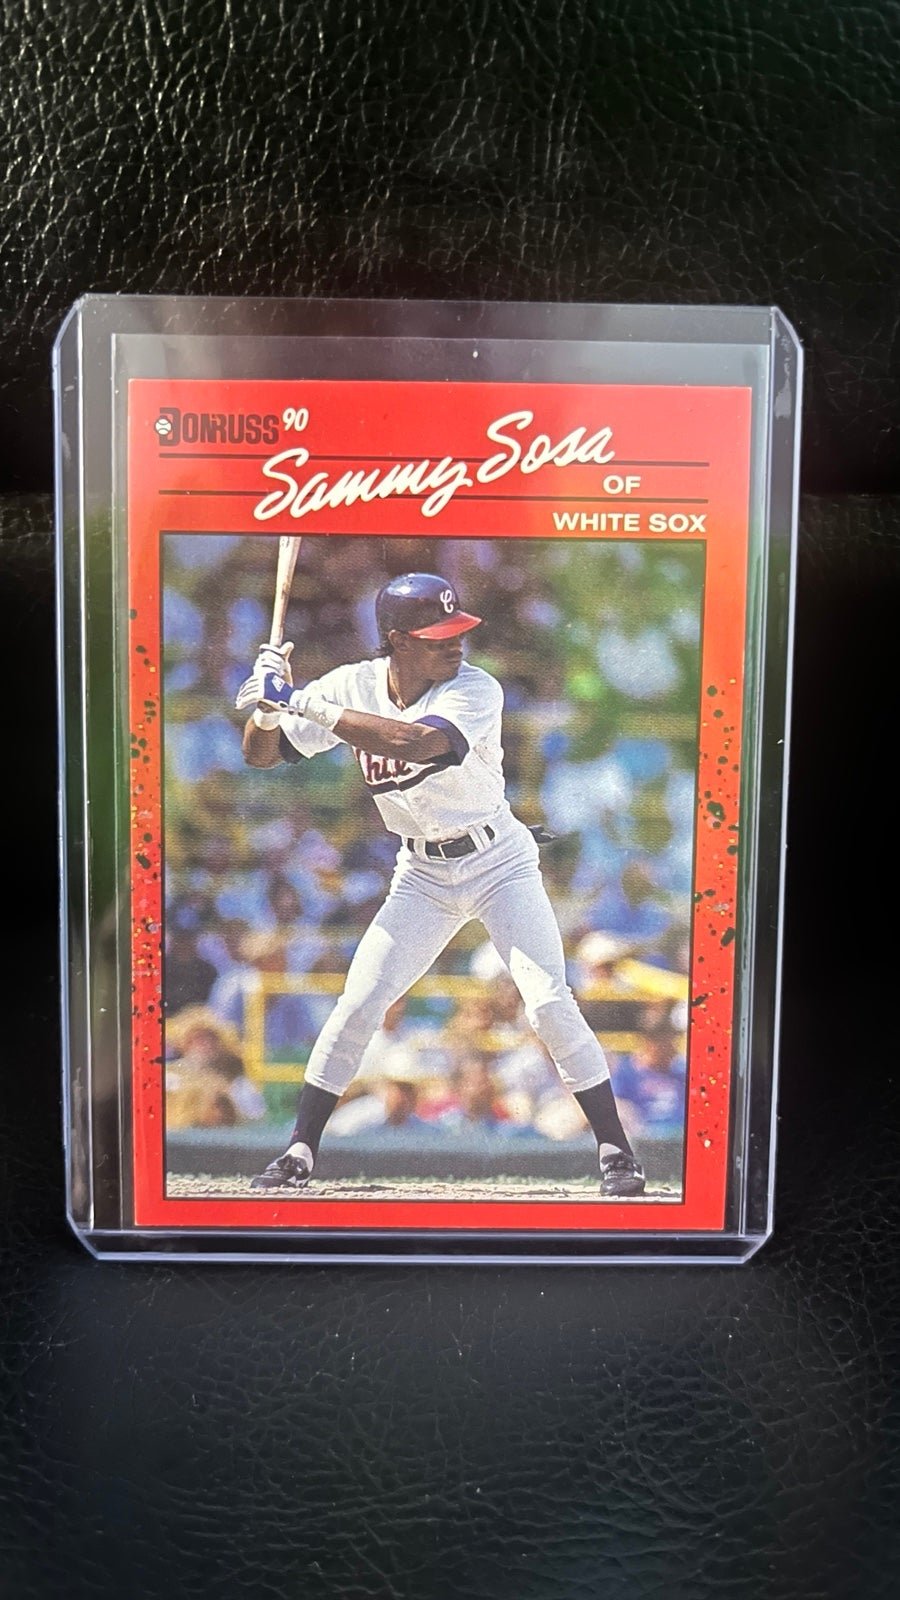 DONRUSS 90
Sammy Sosa
OF
WHITE SOX
C